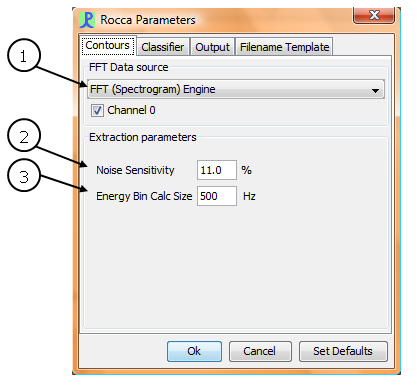 Rocca Parameters
Contours Classifier Output Filename Template
1
FFT Data source
FFT (Spectrogram) Engine
Channel 0
2
Extraction parameters
3
Noise Sensitivity 11.0 %
Energy Bin Calc Size 500 Hz
Ok Cancel Set Defaults